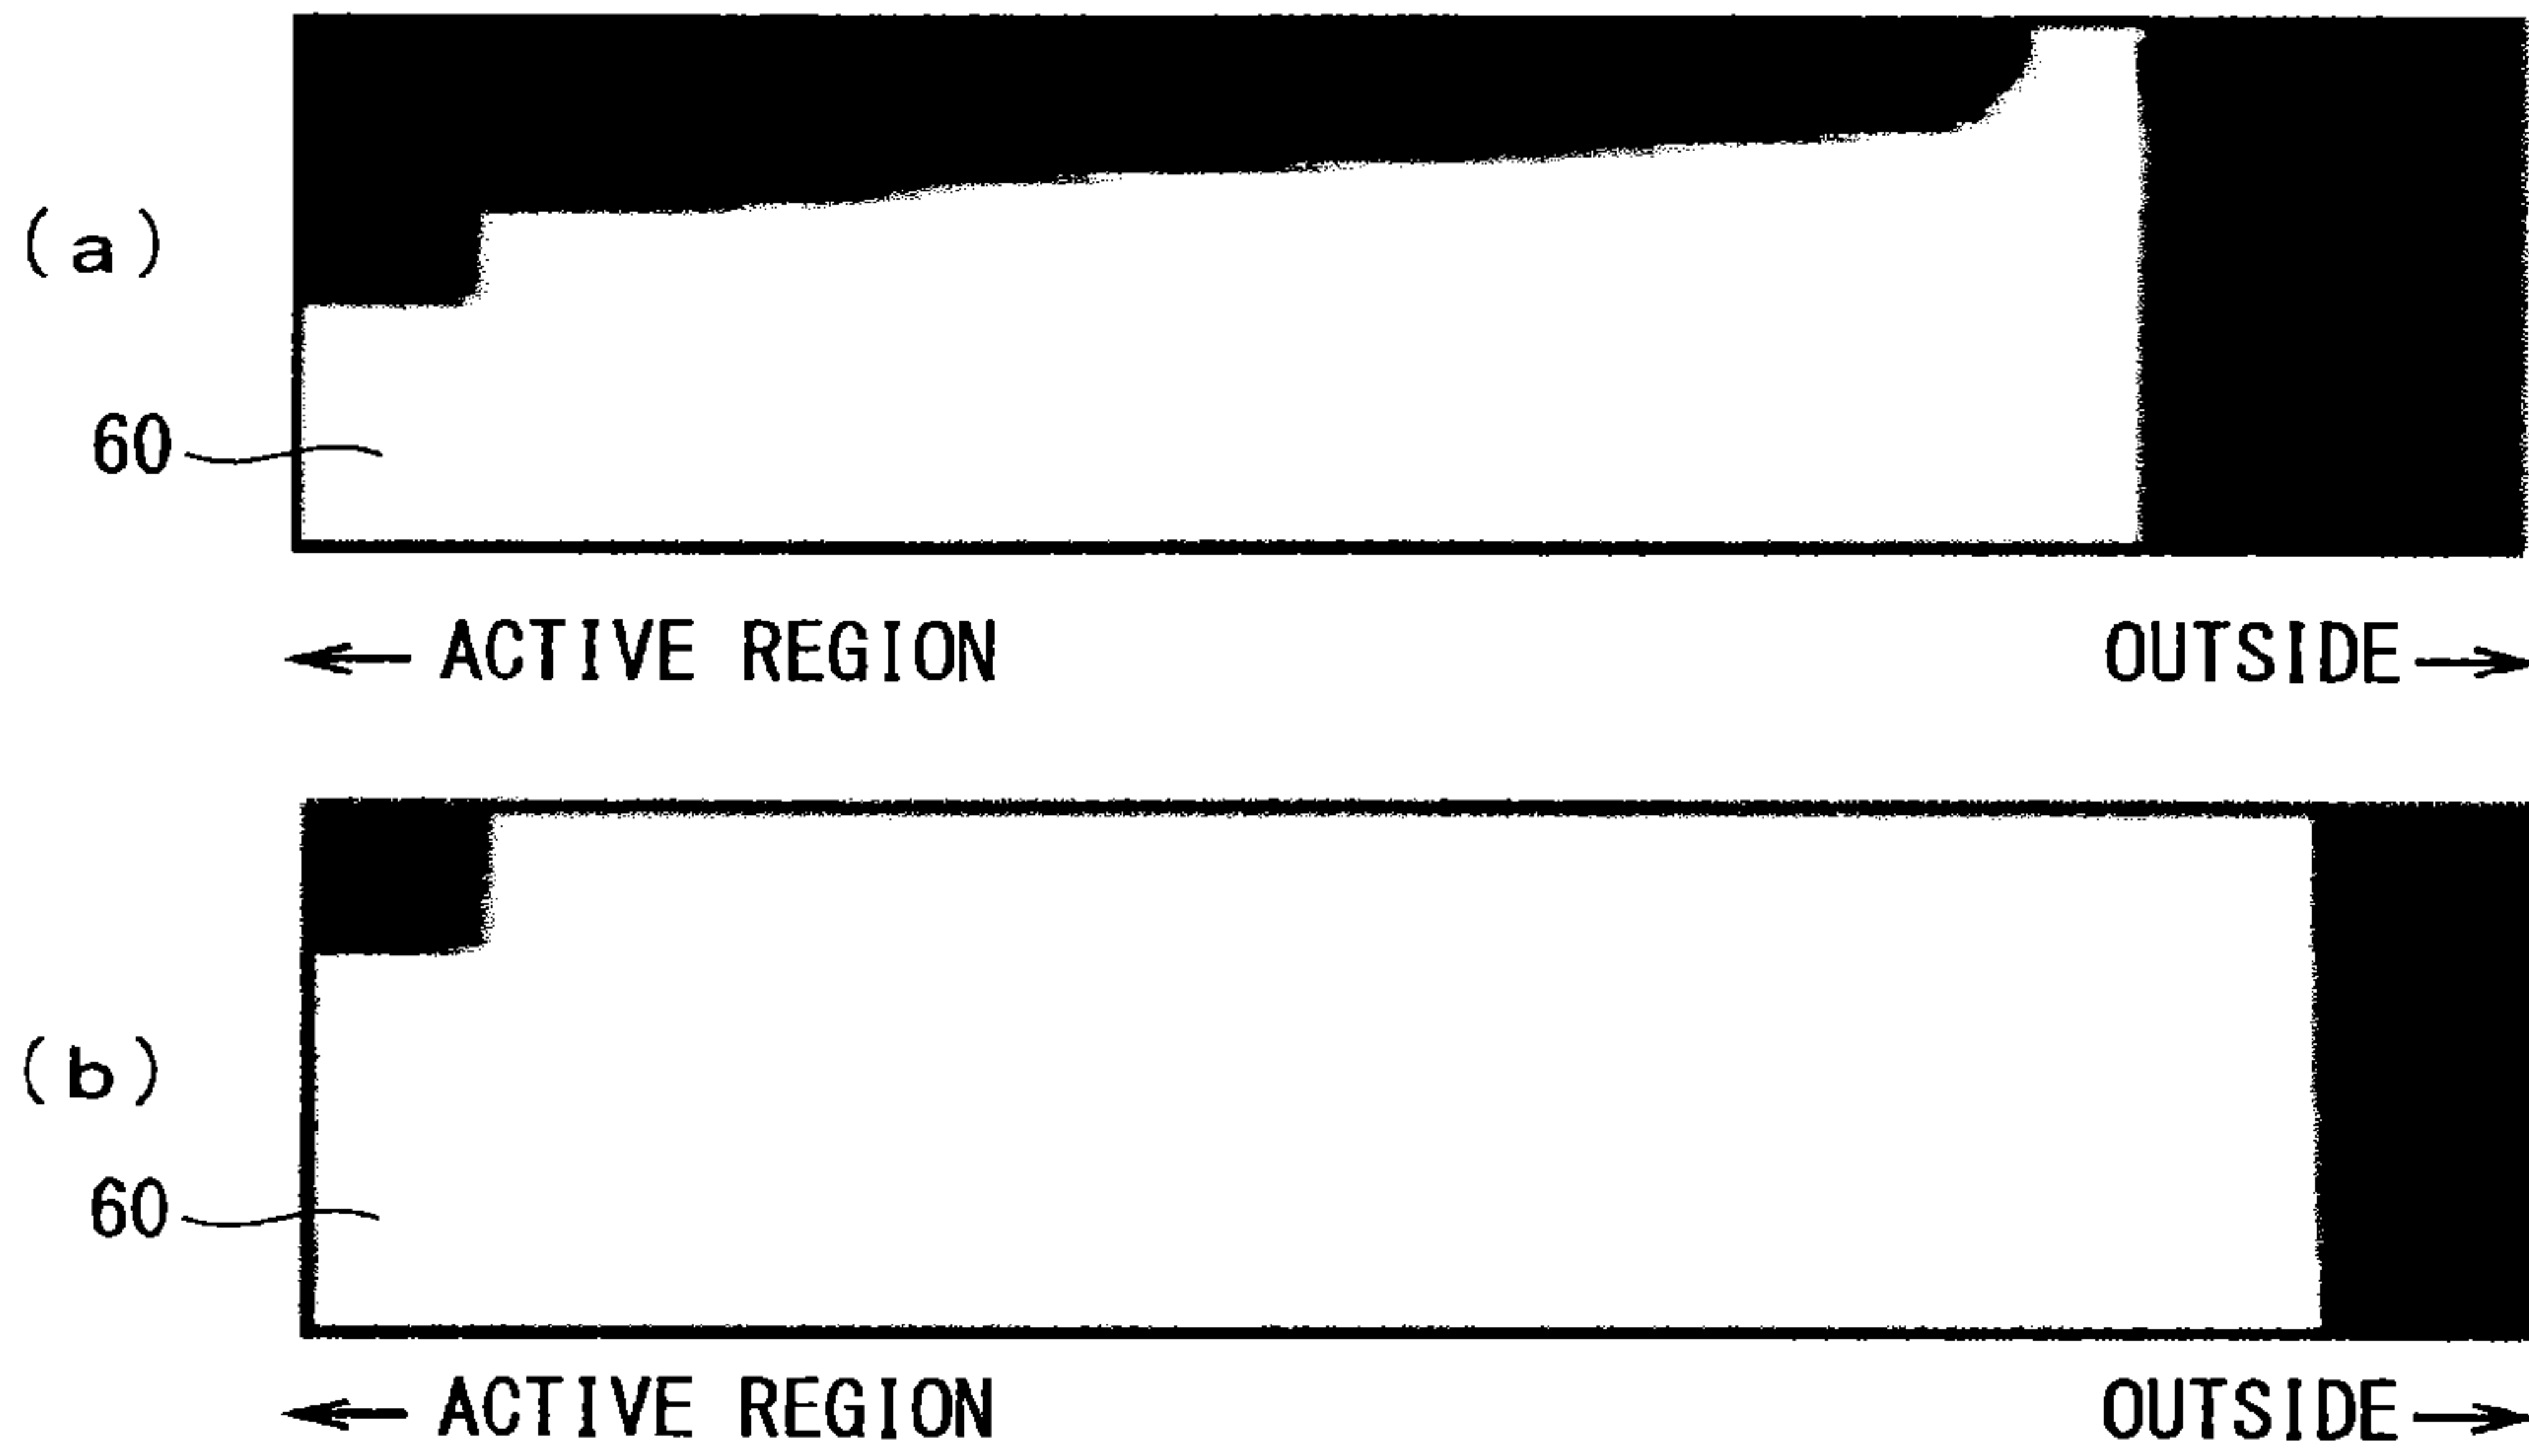 (a)
60
← ACTIVE REGION OUTSIDE →
(b)
60
← ACTIVE REGION OUTSIDE →